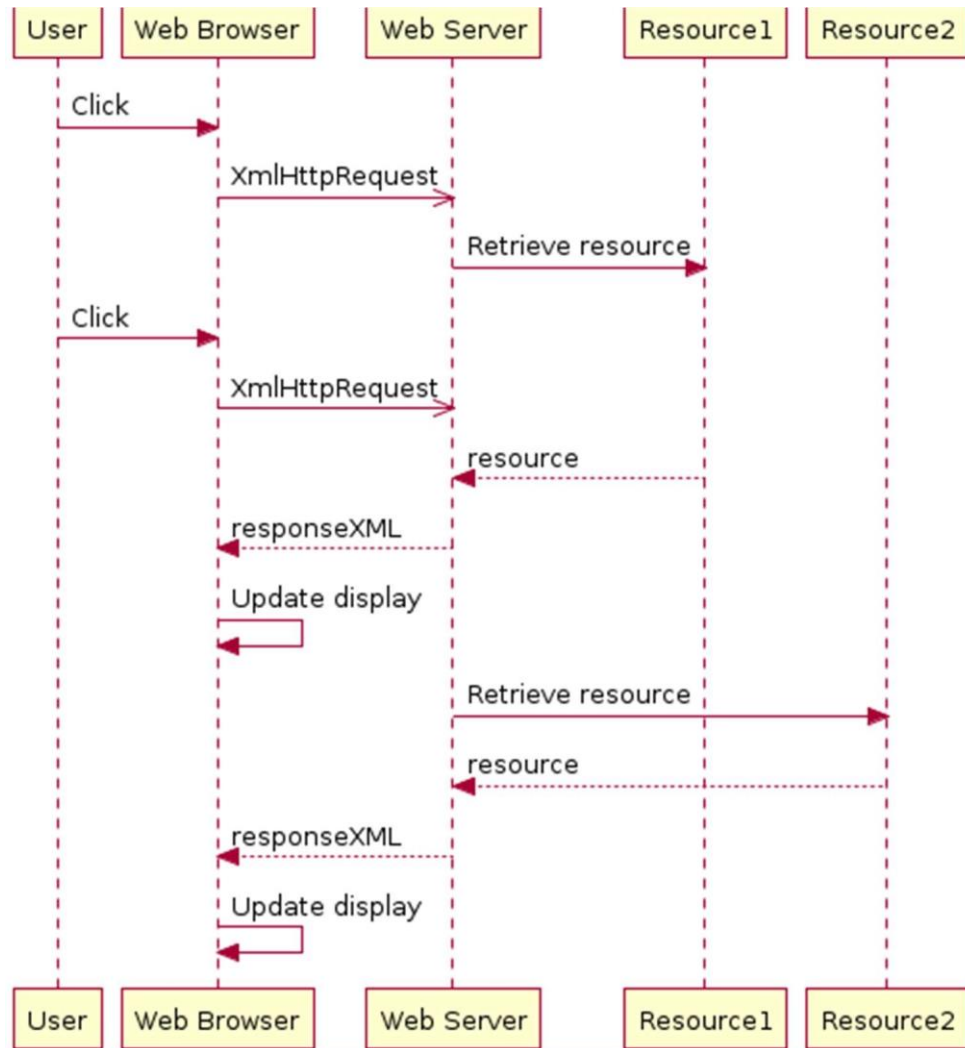 User Web Browser Web Server Resource1 Resource2
Click
XmlHttpRequest
Retrieve resource
Click
XmlHttpRequest
resource
responseXML
Update display
Retrieve resource
resource
responseXML
Update display
User Web Browser Web Server Resource1 Resource2